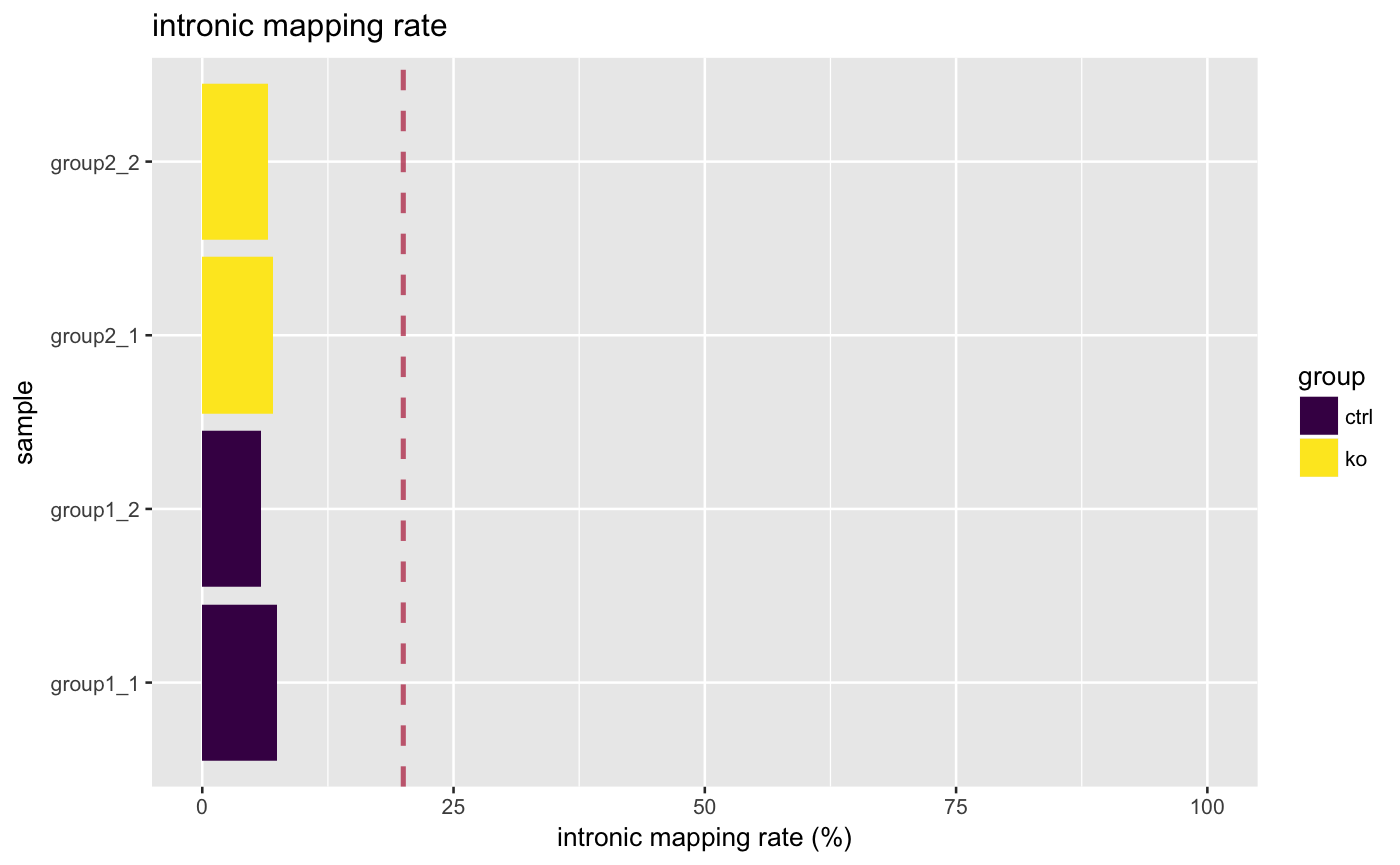 intronic mapping rate
group2_2
group2_1
group1_2
group1_1
sample
0 25 50 75 100
intronic mapping rate (%)
group
ctrl
ko